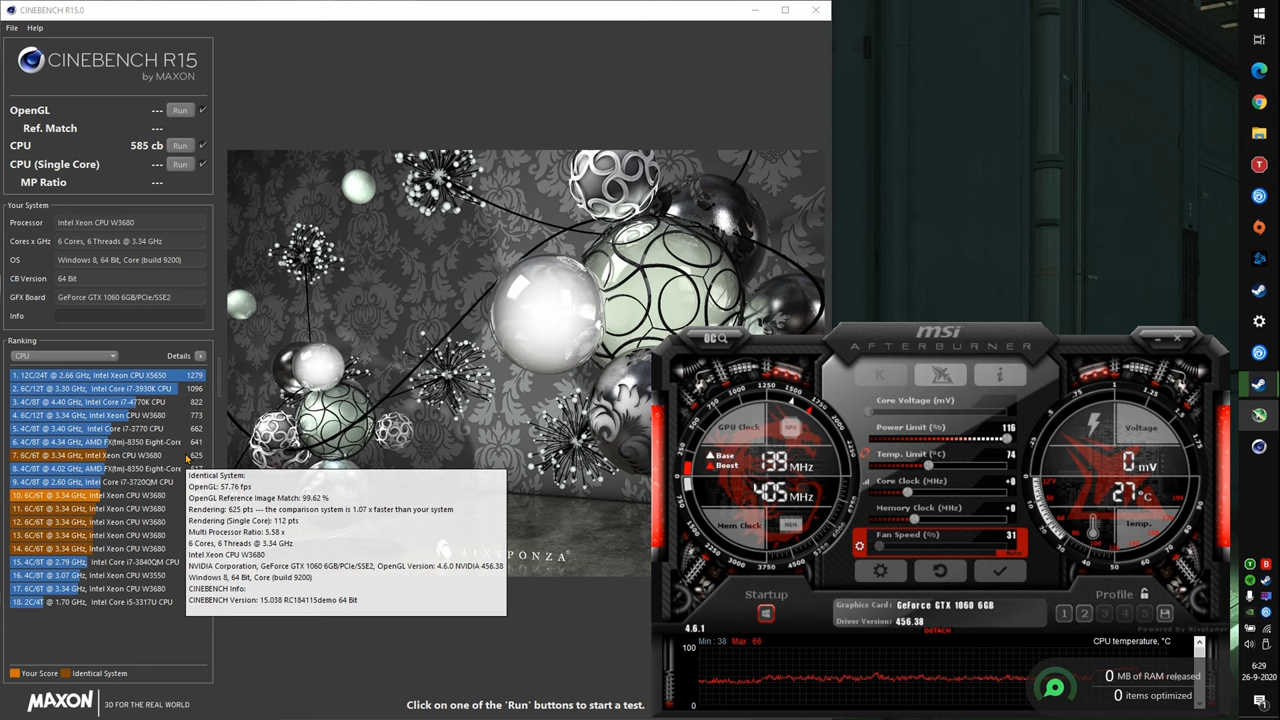 CINEBENCH R15.0
File Help
CINEBENCH R15
by MAXON
OpenGL --- Run
Ref. Match ---
CPU 585 cb Run
CPU (Single Core) --- Run
MP Ratio ---
Your System
Processor Intel Xeon CPU W3680
Cores x GHz 6 Cores, 6 Threads @ 3.34 GHz
OS Windows 8, 64 Bit, Core (build 9200)
CB Version 64 Bit
GFX Board GeForce GTX 1060 6GB/PCIe/SSE2
Info
Ranking
CPU Details
1. 12C/24T @ 2.66 GHz, Intel Xeon CPU X5650 1279
2. 6C/12T @ 3.30 GHz, Intel Core i7-3930K CPU 1096
3. 4C/8T @ 4.40 GHz, Intel Core i7-4770K CPU 822
4. 6C/12T @ 3.34 GHz, Intel Xeon CPU W3680 773
5. 4C/8T @ 3.40 GHz, Intel Core i7-3770 CPU 662
6. 4C/8T @ 4.34 GHz, AMD FX(tm)-8350 Eight-Core 641
7. 6C/6T @ 3.34 GHz, Intel Xeon CPU W3680 625
8. 4C/8T @ 4.02 GHz, AMD FX(tm)-8350 Eight-Core
9. 4C/8T @ 2.60 GHz, Intel Core i7-3720QM CPU
10. 6C/6T @ 3.34 GHz, Intel Xeon CPU W3680
11. 6C/6T @ 3.34 GHz, Intel Xeon CPU W3680
12. 6C/6T @ 3.34 GHz, Intel Xeon CPU W3680
13. 6C/6T @ 3.34 GHz, Intel Xeon CPU W3680
14. 6C/6T @ 3.34 GHz, Intel Xeon CPU W3680
15. 4C/8T @ 2.79 GHz, Intel Core i7-3840QM CPU
16. 4C/8T @ 3.07 GHz, Intel Xeon CPU W3550
17. 6C/6T @ 3.34 GHz, Intel Xeon CPU W3680
18. 2C/4T @ 1.70 GHz, Intel Core i5-3317U CPU
Identical System:
OpenGL: 57.76 fps
OpenGL Reference Image Match: 99.62 %
Rendering: 625 pts --- the comparison system is 1.07 x faster than your system
Rendering (Single Core): 112 pts
Multi Processor Ratio: 5.58 x
6 Cores, 6 Threads @ 3.34 GHz
Intel Xeon CPU W3680
NVIDIA Corporation, GeForce GTX 1060 6GB/PCIe/SSE2, OpenGL Version: 4.6.0 NVIDIA 456.38
Windows 8, 64 Bit, Core (build 9200)
CINEBENCH Info:
CINEBENCH Version: 15.038 RC184115demo 64 Bit
AIXSPONZA
Your Score Identical System
MAXON 3D FOR THE REAL WORLD
Click on one of the 'Run' buttons to start a test.
OC
msi
AFTERBURNER
K i
Core Voltage (mV)
Power Limit (%) 116
Temp. Limit (°C) 74
Core Clock (MHz) +0
Memory Clock (MHz) +0
Fan Speed (%) 31
Auto
GPU Clock GPU
Base
Boost
139 MHz
405 MHz
Mem Clock MEM
Voltage
0 mV
27 °C
Temp.
Startup
Graphics Card: GeForce GTX 1060 6GB
Driver Version: 456.38
DETACH
Profile
1 2 3 4 5
4.6.1
Powered by Rivatuner
Min : 38 Max : 66 CPU temperature, °C
100
0
0 MB of RAM released
0 items optimized
6:29
26-9-2020